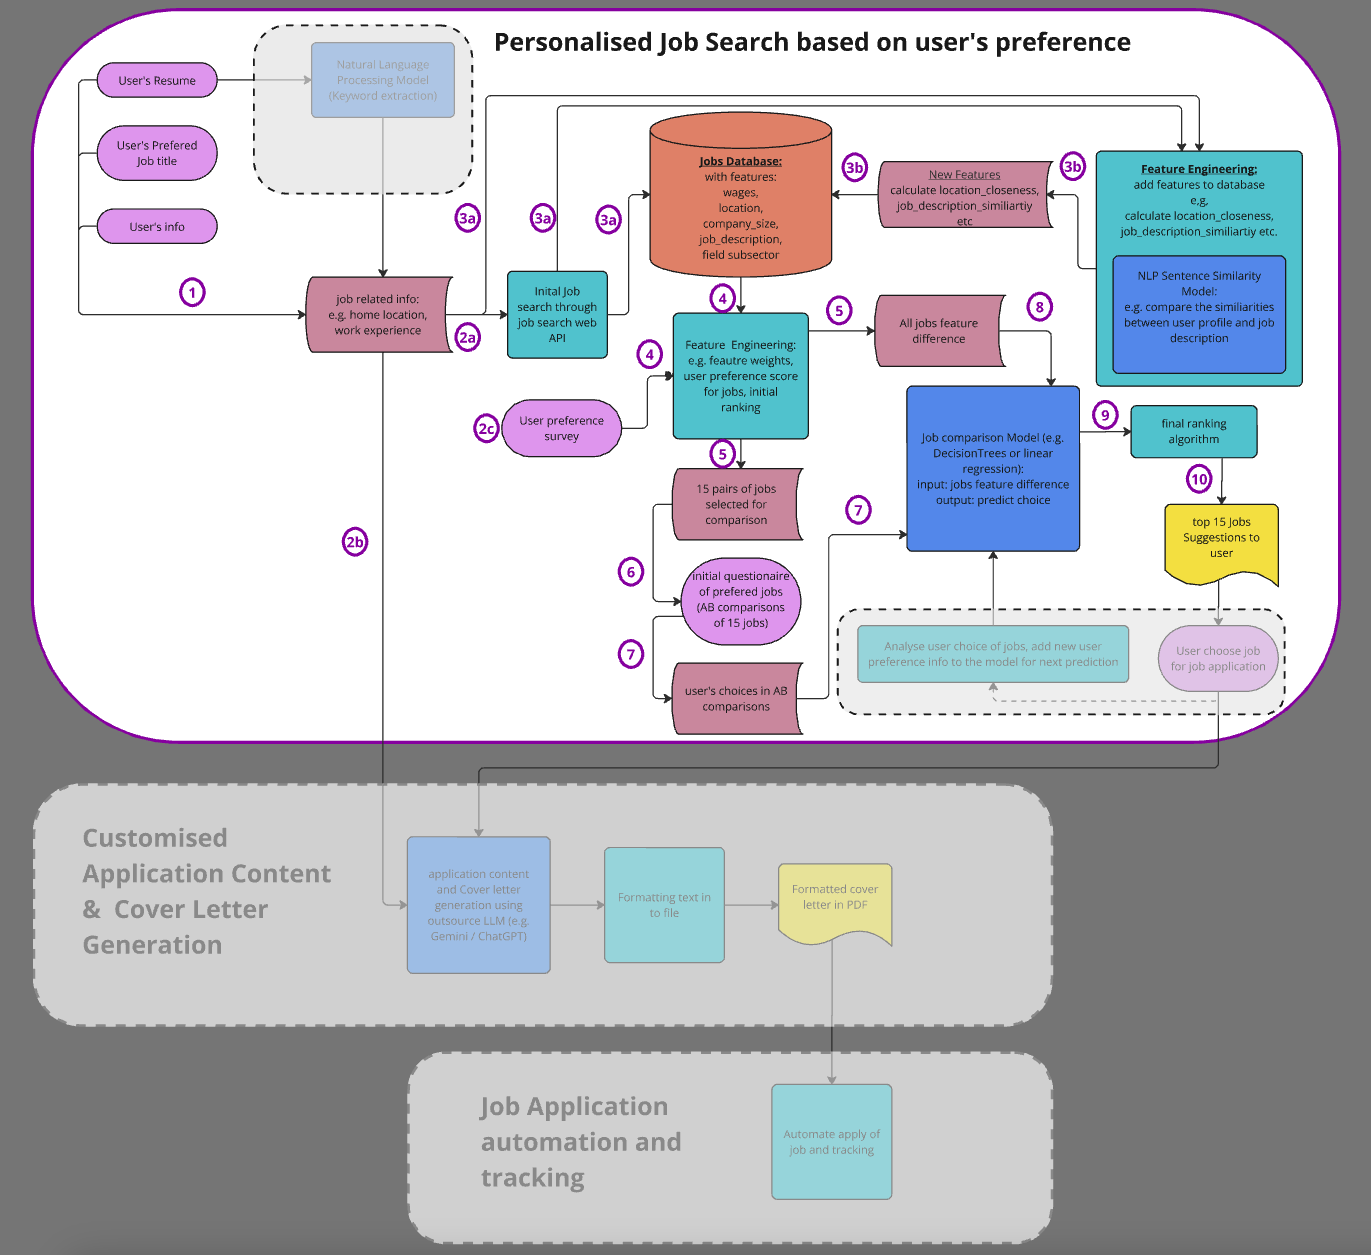 Personalised Job Search based on user's preference
User's Resume
Natural Language
Processing Model
(Keyword extraction)
User's Prefered
Job title
User's info
1
job related info:
e.g. home location,
work experience
2a
3a
3a
3a
Inital Job
search through
job search web
API
Jobs Database:
with features:
wages,
location,
company_size,
job_description,
field subsector
3b
New Features
calculate location_closeness,
job_description_similiartiy
etc
3b
Feature Engineering:
add features to database
e.g,
calculate location_closeness,
job_description_similiartiy etc.
NLP Sentence Similarity
Model:
e.g. compare the similiarities
between user profile and job
description
4
4
Feature  Engineering:
e.g. feautre weights,
user preference score
for jobs, initial
ranking
2c
User preference
survey
5
All jobs feature
difference
8
5
15 pairs of jobs
selected for
comparison
6
initial questionaire
of prefered jobs
(AB comparisons
of 15 jobs)
7
user's choices in AB
comparisons
7
Job comparison Model (e.g.
DecisionTrees or linear
regression):
input: jobs feature difference
output: predict choice
9
final ranking
algorithm
10
top 15 Jobs
Suggestions to
user
Analyse user choice of jobs, add new user
preference info to the model for next prediction
User choose job
for job application
2b
Customised
Application Content
&  Cover Letter
Generation
application content
and Cover letter
generation using
outsource LLM (e.g.
Gemini / ChatGPT)
Formatting text in
to file
Formatted cover
letter in PDF
Job Application
automation and
tracking
Automate apply of
job and tracking